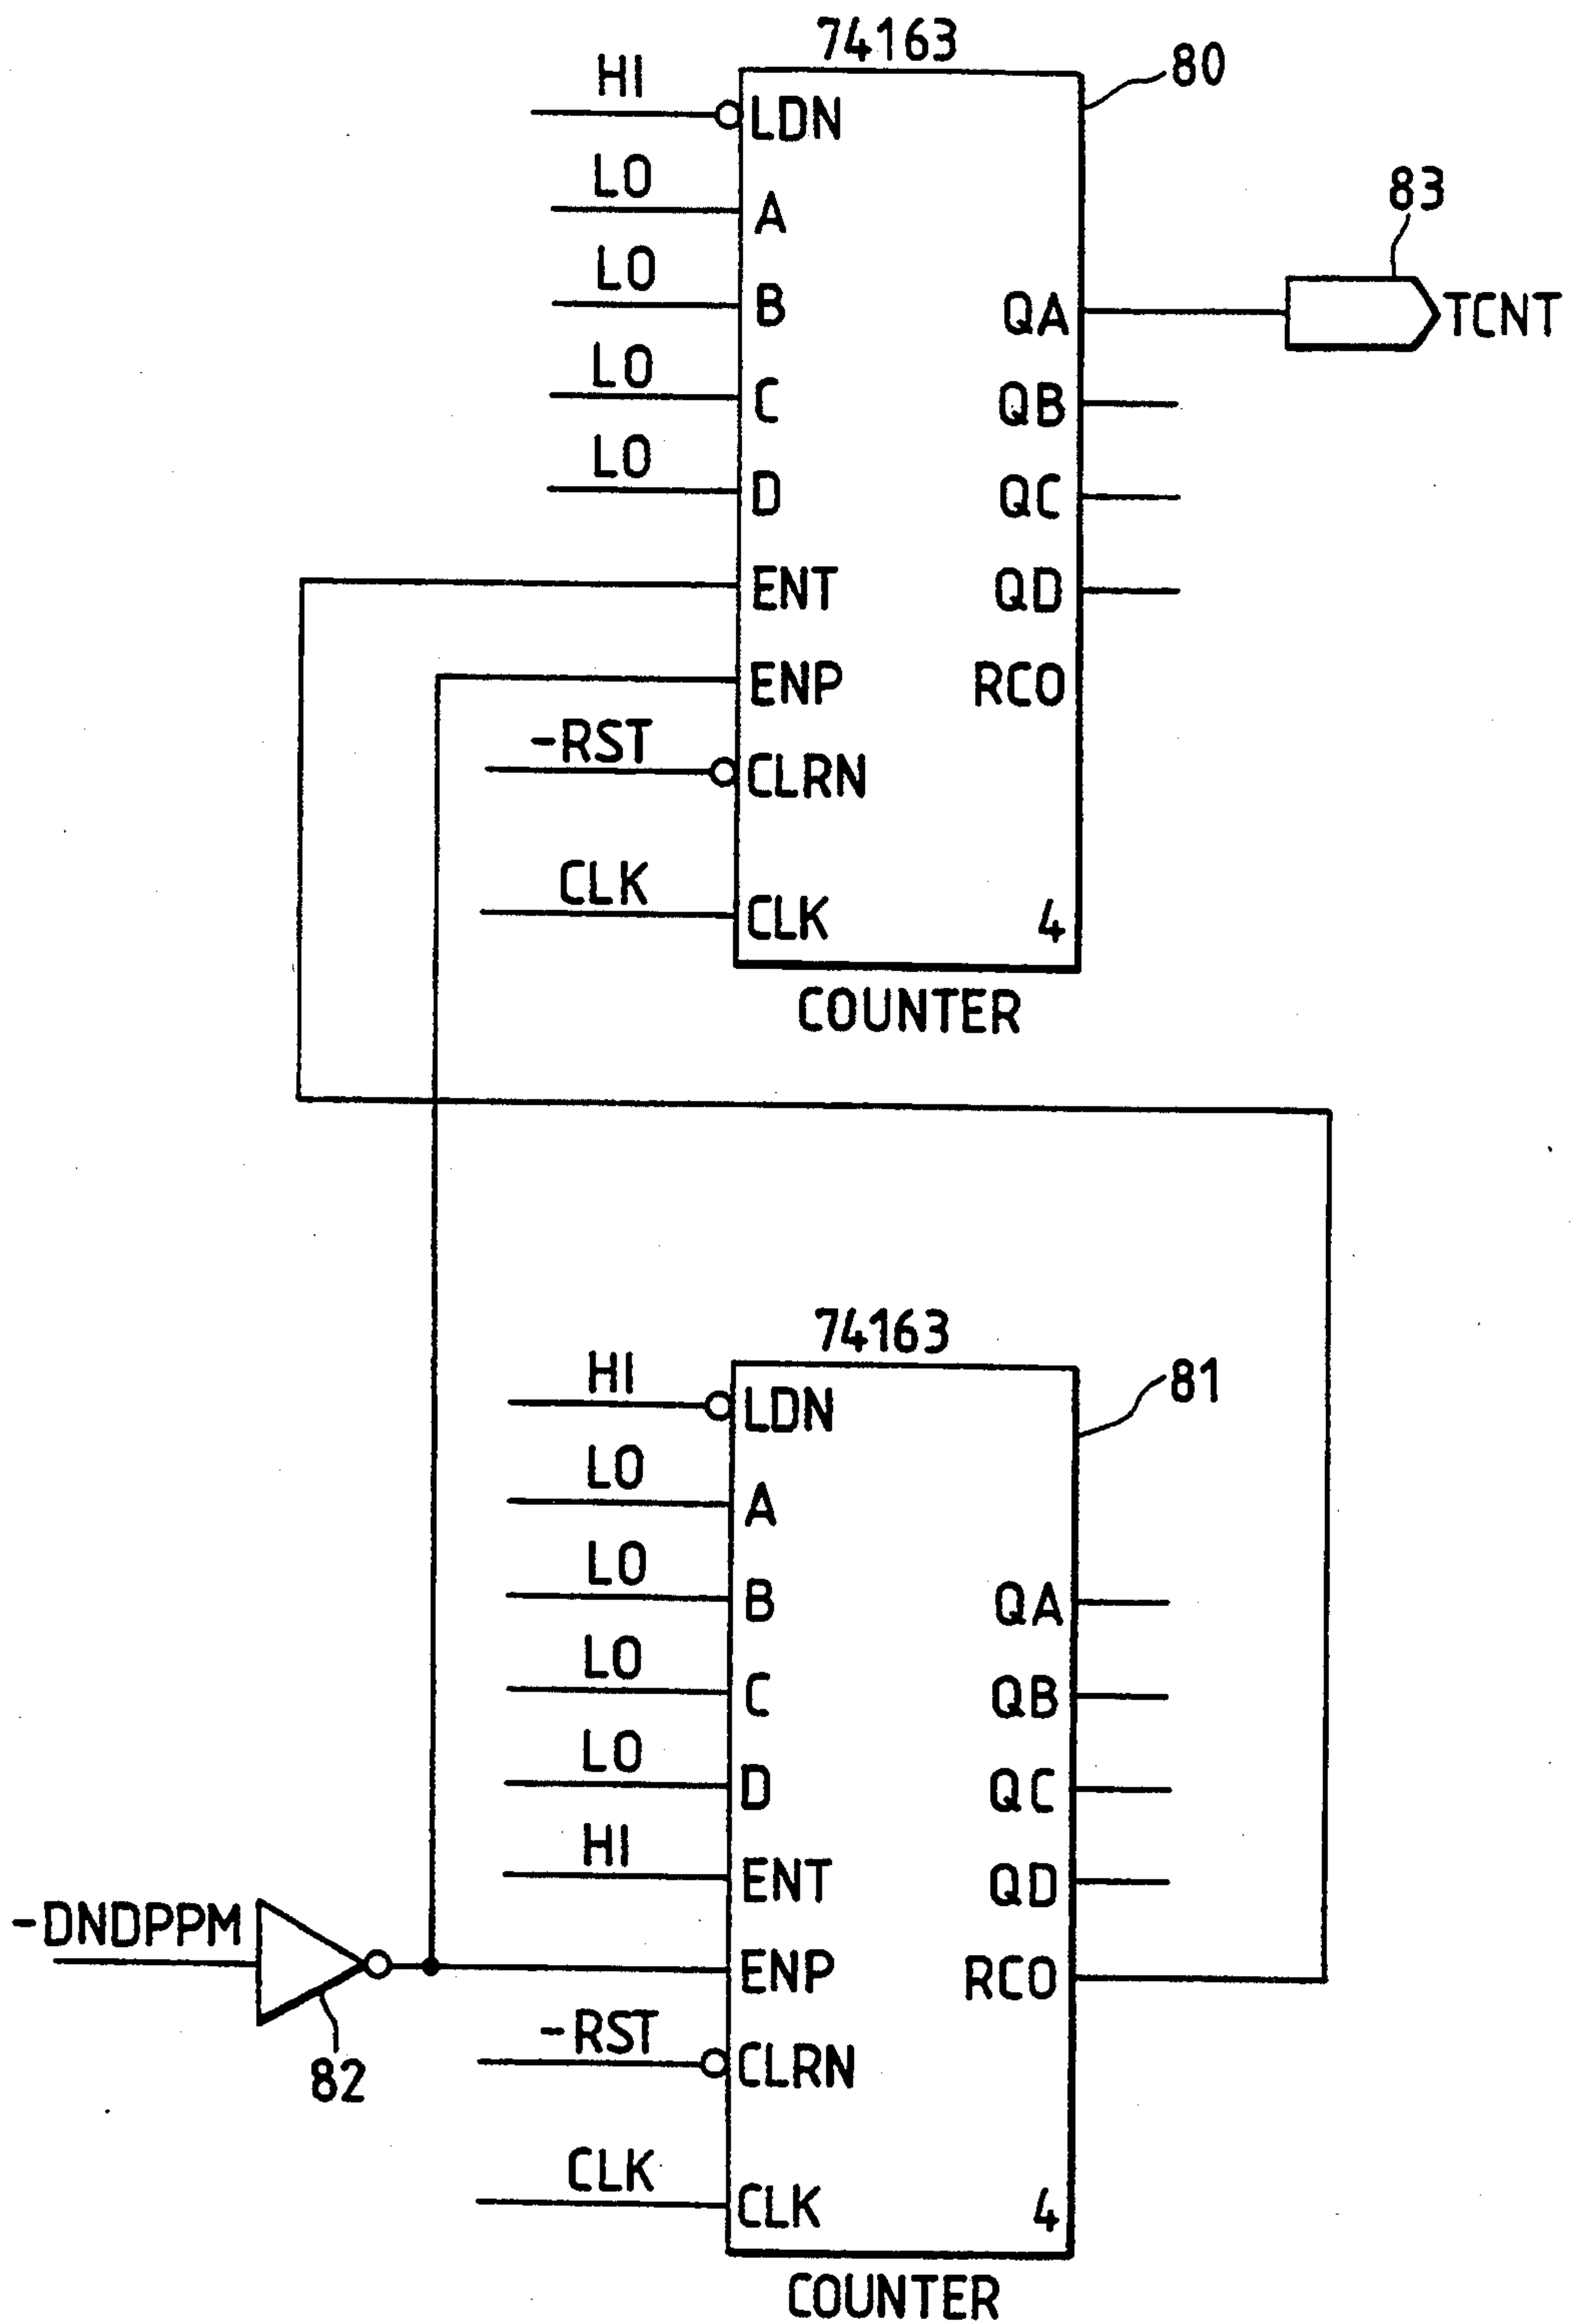 74163
80
HI
LDN
LO
A
LO
B
LO
C
LO
D
ENT
ENP
-RST
CLRN
CLK
CLK
QA
QB
QC
QD
RCO
4
83
TCNT
COUNTER
74163
81
HI
LDN
LO
A
LO
B
LO
C
LO
D
HI
ENT
-DNDPPM
82
ENP
-RST
CLRN
CLK
CLK
QA
QB
QC
QD
RCO
4
COUNTER